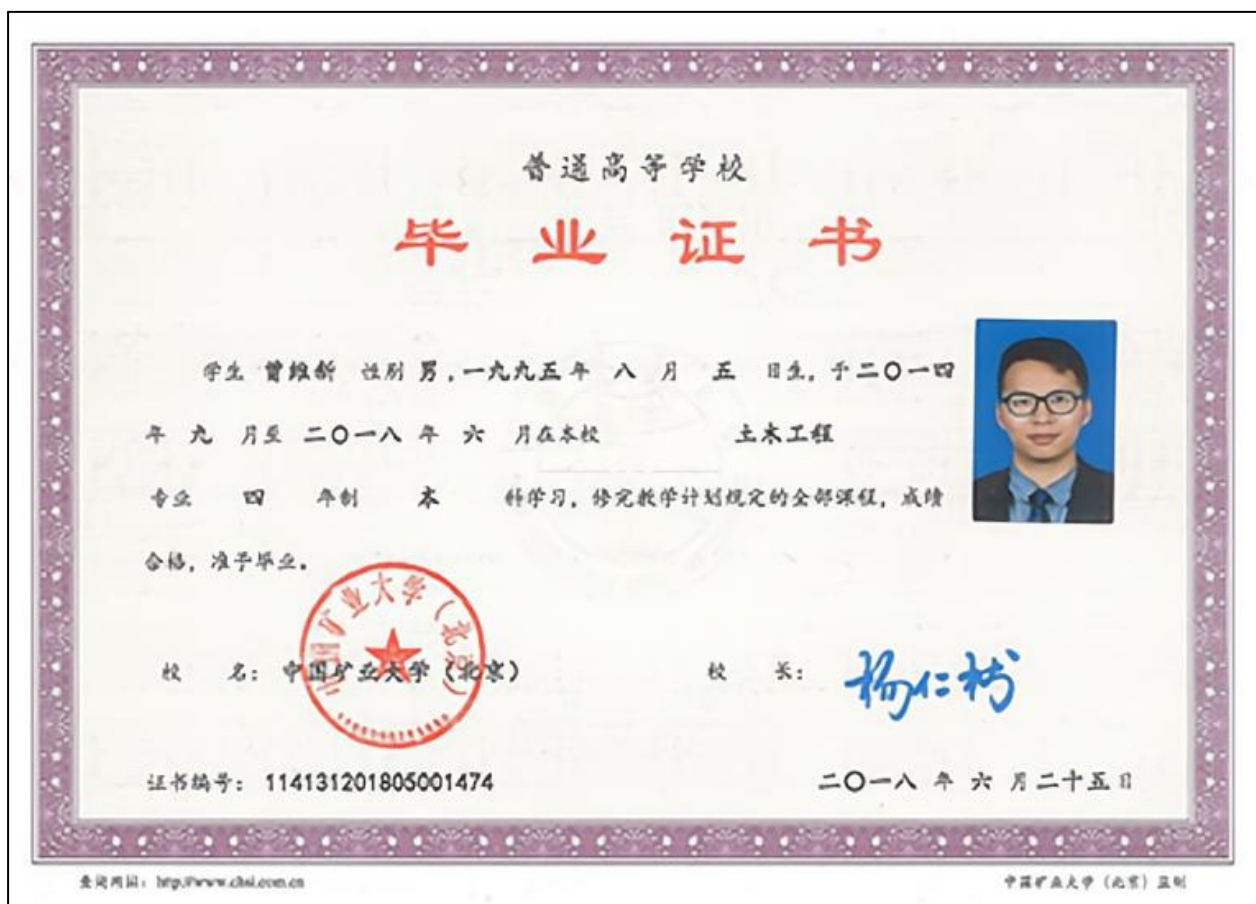 普通高等学校
毕业证书
学生 曾维新 性别 男，一九九五年 八 月 五 日生，于二〇一四
年 九 月至 二〇一八 年 六 月在本校 土木工程
专业 四 年制 本 科学习，修完教学计划规定的全部课程，成绩
合格，准予毕业。
中国矿业大学（北京）
校 名：中国矿业大学（北京） 校 长：杨仁树
证书编号：114131201805001474 二〇一八 年 六 月二十五日
查询网址：http://www.chsi.com.cn 中国矿业大学（北京）监制